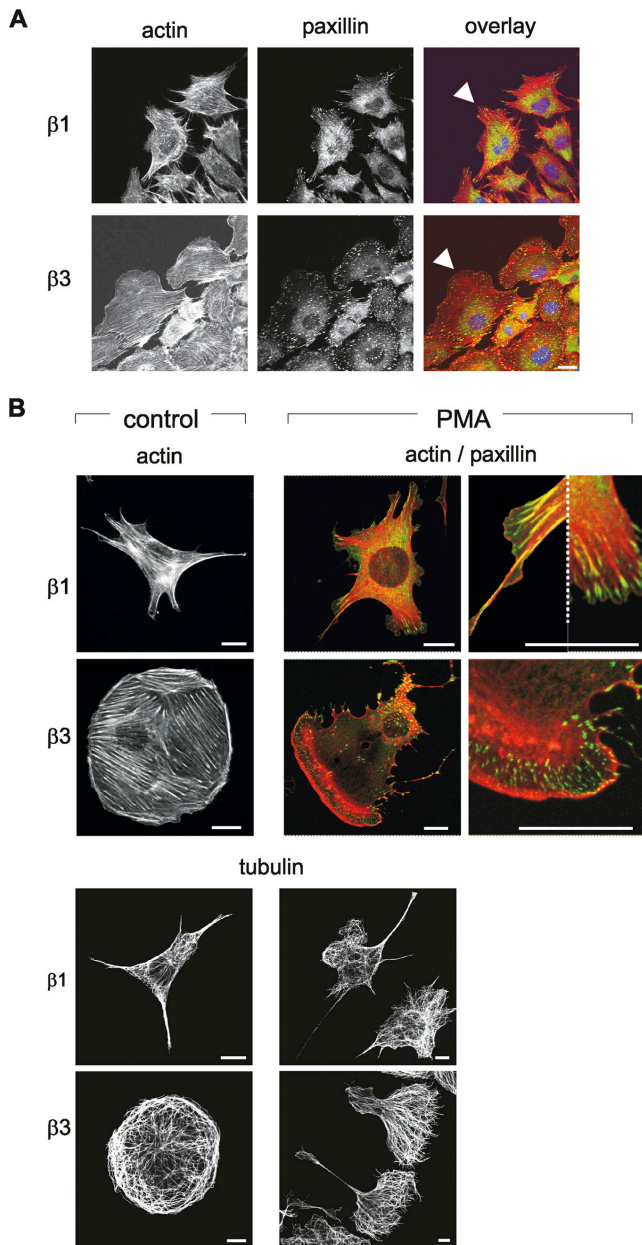 A
actin paxillin overlay
β1
β3
B
control PMA
actin actin / paxillin
β1
β3
tubulin
β1
β3